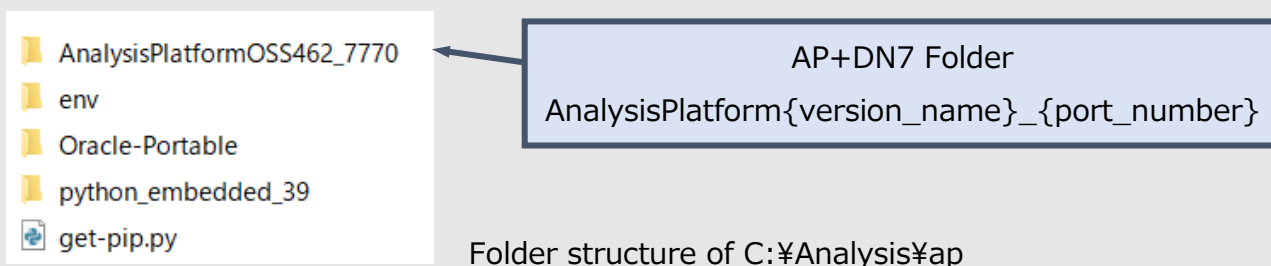 AnalysisPlatformOSS462_7770
env
Oracle-Portable
python_embedded_39
get-pip.py
AP+DN7 Folder
AnalysisPlatform{version_name}_{port_number}
Folder structure of C:¥Analysis¥ap